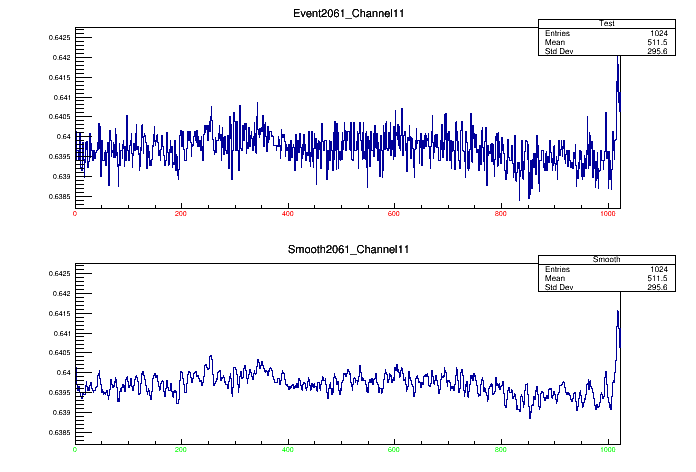 Event2061_Channel11
Test
Entries 1024
Mean 511.5
Std Dev 295.6
0.6425
0.642
0.6415
0.641
0.6405
0.64
0.6395
0.639
0.6385
0 200 400 600 800 1000
Smooth2061_Channel11
Smooth
Entries 1024
Mean 511.5
Std Dev 295.6
0.6425
0.642
0.6415
0.641
0.6405
0.64
0.6395
0.639
0.6385
0 200 400 600 800 1000